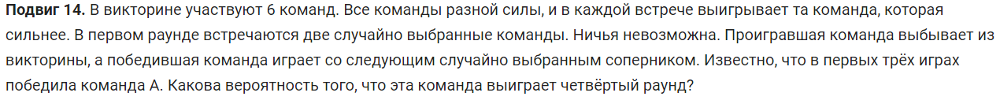 Подвиг 14. В викторине участвуют 6 команд. Все команды разной силы, и в каждой встрече выигрывает та команда, которая
сильнее. В первом раунде встречаются две случайно выбранные команды. Ничья невозможна. Проигравшая команда выбывает из
викторины, а победившая команда играет со следующим случайно выбранным соперником. Известно, что в первых трёх играх
победила команда А. Какова вероятность того, что эта команда выиграет четвёртый раунд?